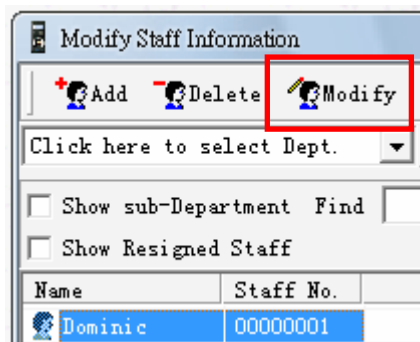 Modify Staff Information
Add Delete Modify
Click here to select Dept.
Show sub-Department Find
Show Resigned Staff
Name Staff No.
Dominic 00000001